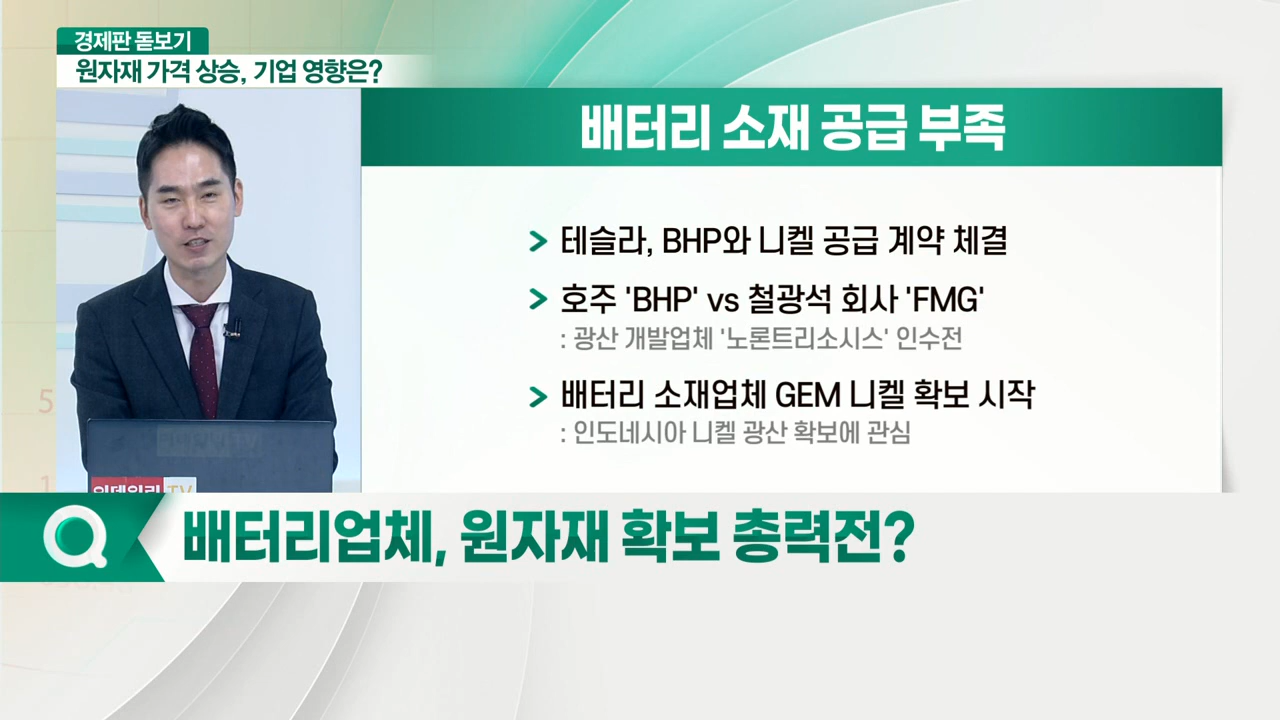 경제판 돋보기
원자재 가격 상승, 기업 영향은?
배터리 소재 공급 부족
> 테슬라, BHP와 니켈 공급 계약 체결
> 호주 'BHP' vs 철광석 회사 'FMG'
: 광산 개발업체 '노론트리소시스' 인수전
> 배터리 소재업체 GEM 니켈 확보 시작
: 인도네시아 니켈 광산 확보에 관심
이데일리 TV
Q 배터리업체, 원자재 확보 총력전?